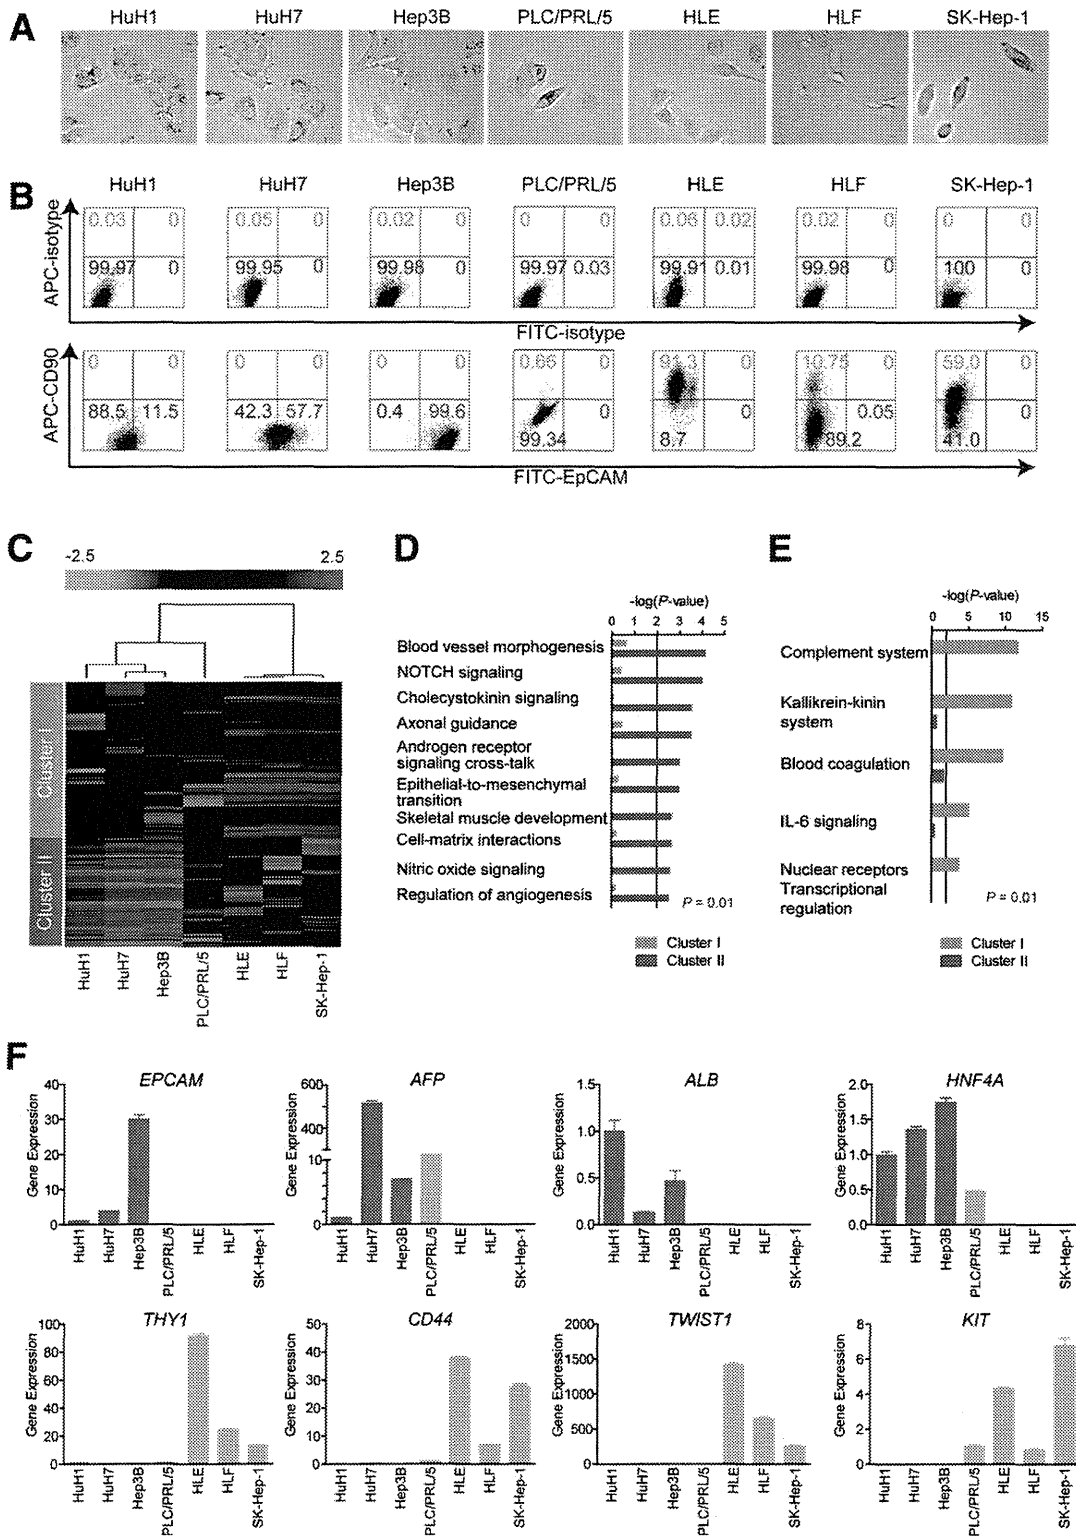 A
HuH1 HuH7 Hep3B PLC/PRL/5 HLE HLF SK-Hep-1
B
HuH1 HuH7 Hep3B PLC/PRL/5 HLE HLF SK-Hep-1
APC-isotype
0.03 0 0.05 0 0.02 0 0 0 0.06 0.02 0.02 0 0 0
99.97 0 99.95 0 99.98 0 99.97 0.03 99.91 0.01 99.98 0 100 0
FITC-isotype
APC-CD90
0 0 0 0 0 0 0.66 0 91.3 0 10.75 0 59.0 0
88.5 11.5 42.3 57.7 0.4 99.6 99.34 0 8.7 0 89.2 0.05 41.0 0
FITC-EpCAM
C
-2.5 2.5
Cluster I
Cluster II
HuH1 HuH7 Hep3B PLC/PRL/5 HLE HLF SK-Hep-1
D
-log(P-value)
0 1 2 3 4 5
Blood vessel morphogenesis
NOTCH signaling
Cholecystokinin signaling
Axonal guidance
Androgen receptor
signaling cross-talk
Epithelial-to-mesenchymal
transition
Skeletal muscle development
Cell-matrix interactions
Nitric oxide signaling
Regulation of angiogenesis
P = 0.01
Cluster I
Cluster II
E
-log(P-value)
0 5 10 15
Complement system
Kallikrein-kinin
system
Blood coagulation
IL-6 signaling
Nuclear receptors
Transcriptional
regulation
P = 0.01
Cluster I
Cluster II
F
EPCAM
Gene Expression
40
30
20
10
0
HuH1 HuH7 Hep3B PLC/PRL/5 HLE HLF SK-Hep-1
AFP
Gene Expression
600
400
10
0
HuH1 HuH7 Hep3B PLC/PRL/5 HLE HLF SK-Hep-1
ALB
Gene Expression
1.5
1.0
0.5
0.0
HuH1 HuH7 Hep3B PLC/PRL/5 HLE HLF SK-Hep-1
HNF4A
Gene Expression
2.0
1.5
1.0
0.5
0.0
HuH1 HuH7 Hep3B PLC/PRL/5 HLE HLF SK-Hep-1
THY1
Gene Expression
100
80
60
40
20
0
HuH1 HuH7 Hep3B PLC/PRL/5 HLE HLF SK-Hep-1
CD44
Gene Expression
50
40
30
20
10
0
HuH1 HuH7 Hep3B PLC/PRL/5 HLE HLF SK-Hep-1
TWIST1
Gene Expression
2000
1500
1000
500
0
HuH1 HuH7 Hep3B PLC/PRL/5 HLE HLF SK-Hep-1
KIT
Gene Expression
8
6
4
2
0
HuH1 HuH7 Hep3B PLC/PRL/5 HLE HLF SK-Hep-1